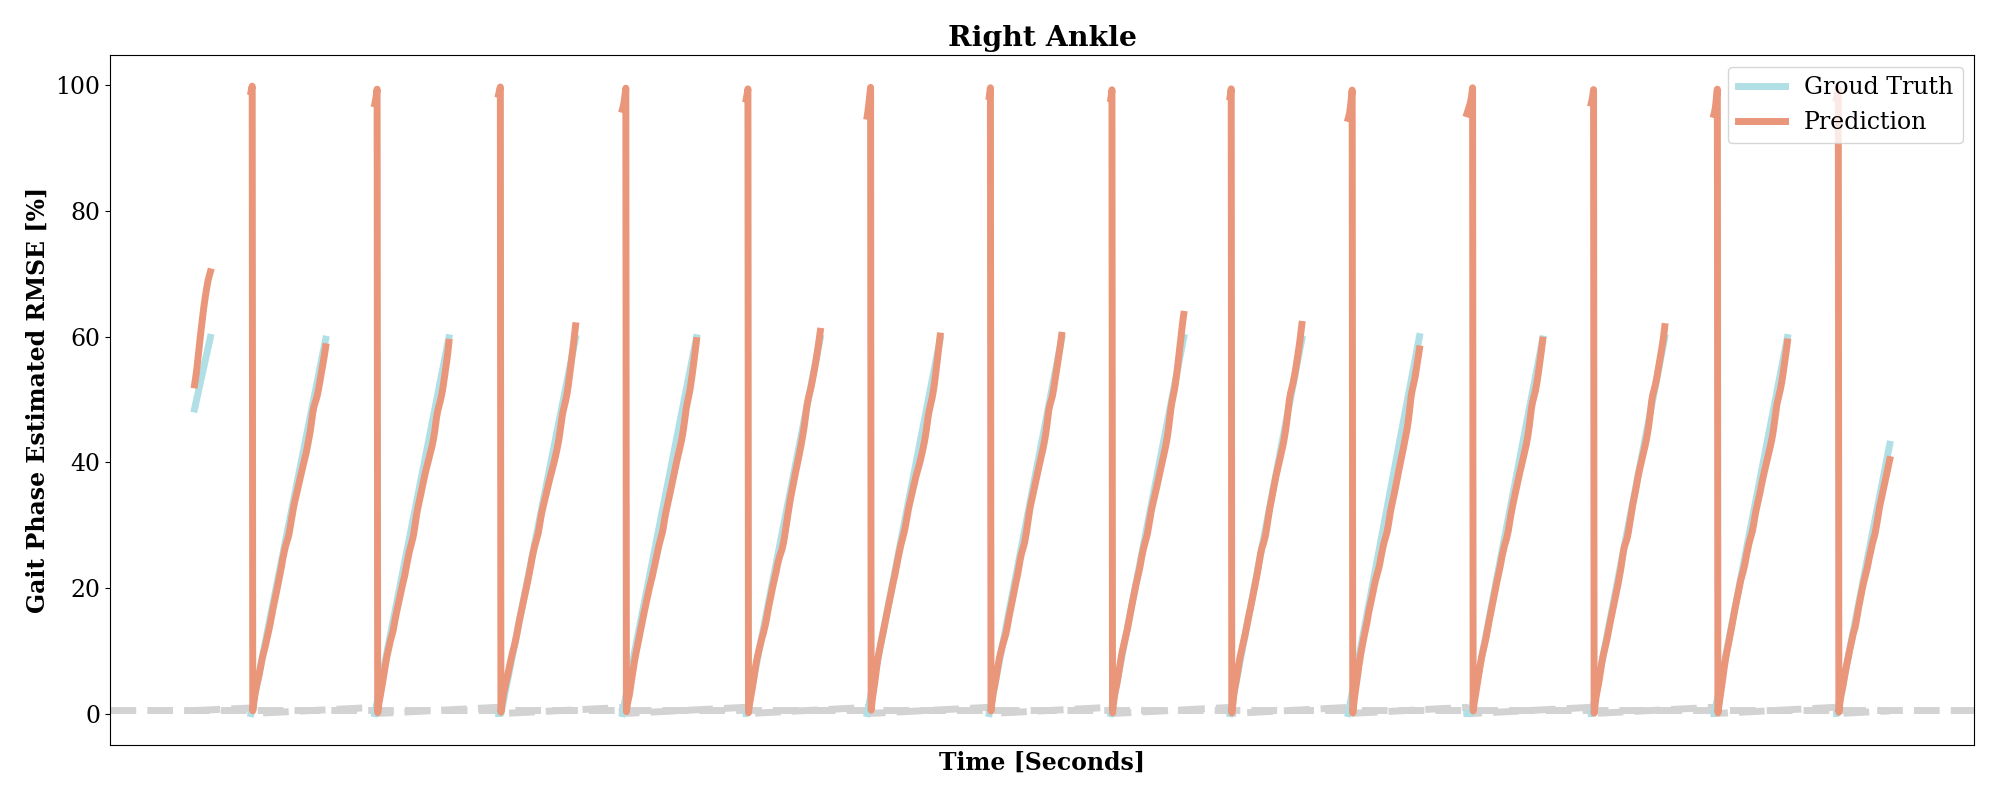 Right Ankle
Groud Truth
Prediction
Gait Phase Estimated RMSE [%]
100
80
60
40
20
0
Time [Seconds]